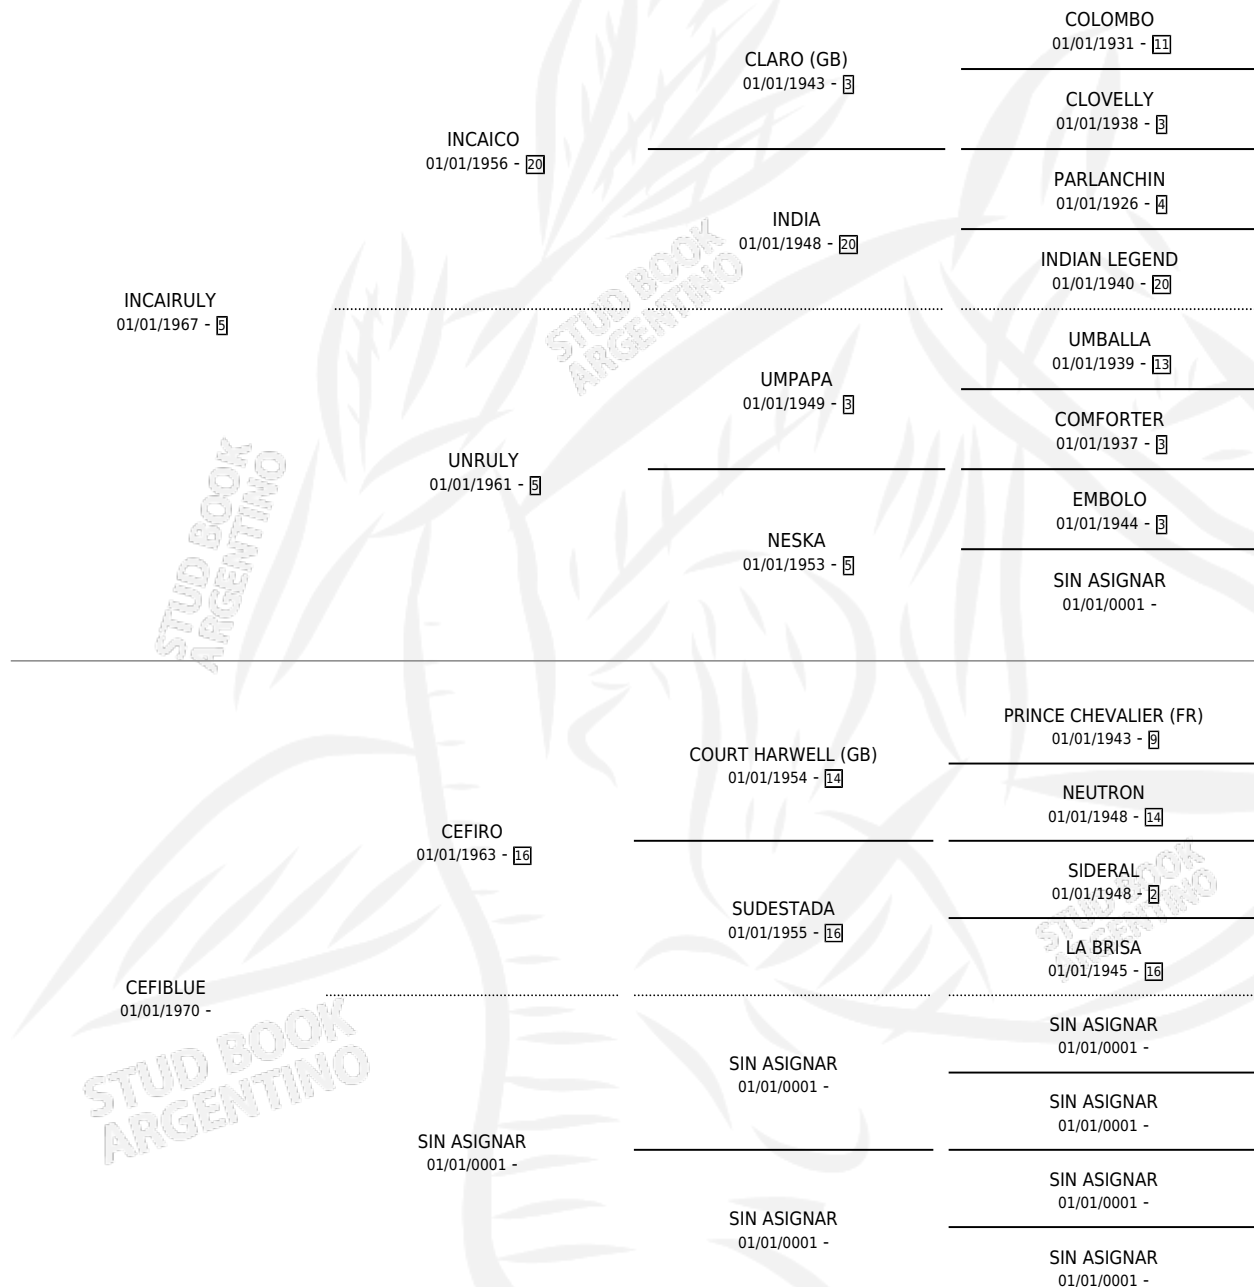 COLOMBO
01/01/1931 - 11
CLARO (GB)
01/01/1943 - 3
CLOVELLY
01/01/1938 - 3
INCAICO
01/01/1956 - 20
PARLANCHIN
01/01/1926 - 4
INDIA
01/01/1948 - 20
INDIAN LEGEND
01/01/1940 - 20
INCAIRULY
01/01/1967 - 5
UMBALLA
01/01/1939 - 13
UMPAPA
01/01/1949 - 3
COMFORTER
01/01/1937 - 3
UNRULY
01/01/1961 - 5
EMBOLO
01/01/1944 - 3
NESKA
01/01/1953 - 5
SIN ASIGNAR
01/01/0001 -
PRINCE CHEVALIER (FR)
01/01/1943 - 9
COURT HARWELL (GB)
01/01/1954 - 14
NEUTRON
01/01/1948 - 14
CEFIRO
01/01/1963 - 16
SIDERAL
01/01/1948 - 2
SUDESTADA
01/01/1955 - 16
LA BRISA
01/01/1945 - 16
CEFIBLUE
01/01/1970 -
SIN ASIGNAR
01/01/0001 -
SIN ASIGNAR
01/01/0001 -
SIN ASIGNAR
01/01/0001 -
SIN ASIGNAR
01/01/0001 -
SIN ASIGNAR
01/01/0001 -
SIN ASIGNAR
01/01/0001 -
SIN ASIGNAR
01/01/0001 -
STUD BOOK
ARGENTINO
STUD BOOK
ARGENTINO
STUD BOOK
ARGENTINO
STUD BOOK
ARGENTINO